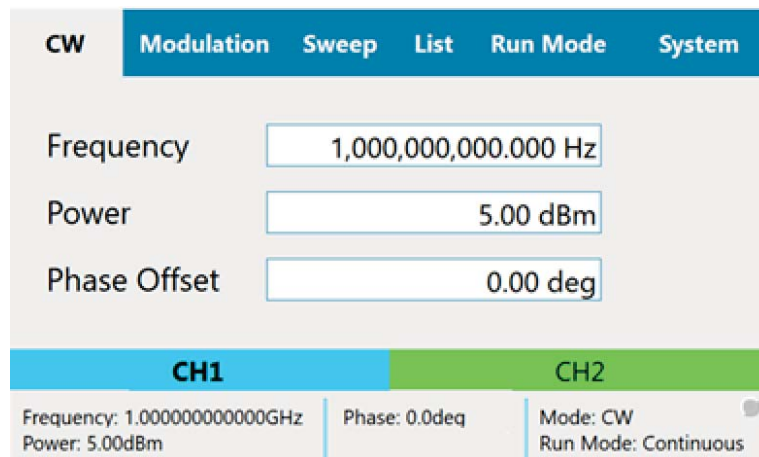 CW Modulation Sweep List Run Mode System
Frequency 1,000,000,000.000 Hz
Power 5.00 dBm
Phase Offset 0.00 deg
CH1 CH2
Frequency: 1.000000000000GHz Phase: 0.0deg Mode: CW
Power: 5.00dBm Run Mode: Continuous